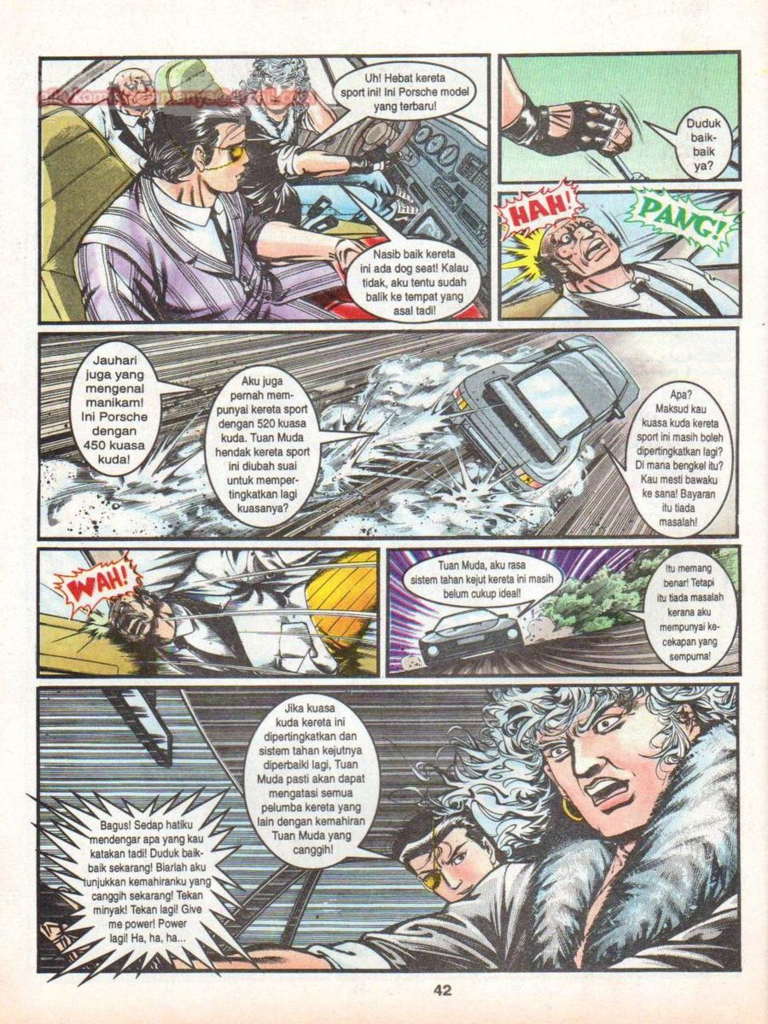 Uh! Hebat kereta
sport ini! Ini Porsche model
yang terbaru!
Nasib baik kereta
ini ada dog seat! Kalau
tidak, aku tentu sudah
balik ke tempat yang
asal tadi!
Duduk
baik-
baik
ya?
HAH!
PANG!
Jauhari
juga yang
mengenal
manikam!
Ini Porsche
dengan
450 kuasa
kuda!
Aku juga
pernah mem-
punyai kereta sport
dengan 520 kuasa
kuda. Tuan Muda
hendak kereta sport
ini diubah suai
untuk memper-
tingkatkan lagi
kuasanya?
Apa?
Maksud kau
kuasa kuda kereta
sport ini masih boleh
dipertingkatkan lagi?
Di mana bengkel itu?
Kau mesti bawaku
ke sana! Bayaran
itu tiada
masalah!
WAH!
Tuan Muda, aku rasa
sistem tahan kejut kereta ini masih
belum cukup ideal!
Itu memang
benar! Tetapi
itu tiada masalah
kerana aku
mempunyai ke-
cekapan yang
sempurna!
Jika kuasa
kuda kereta ini
dipertingkatkan dan
sistem tahan kejutnya
diperbaiki lagi, Tuan
Muda pasti akan dapat
mengatasi semua
pelumba kereta yang
lain dengan kemahiran
Tuan Muda yang
canggih!
Bagus! Sedap hatiku
mendengar apa yang kau
katakan tadi! Duduk baik-
baik sekarang! Biarlah aku
tunjukkan kemahiranku yang
canggih sekarang! Tekan
minyak! Tekan lagi! Give
me power! Power
lagi! Ha, ha, ha...
42